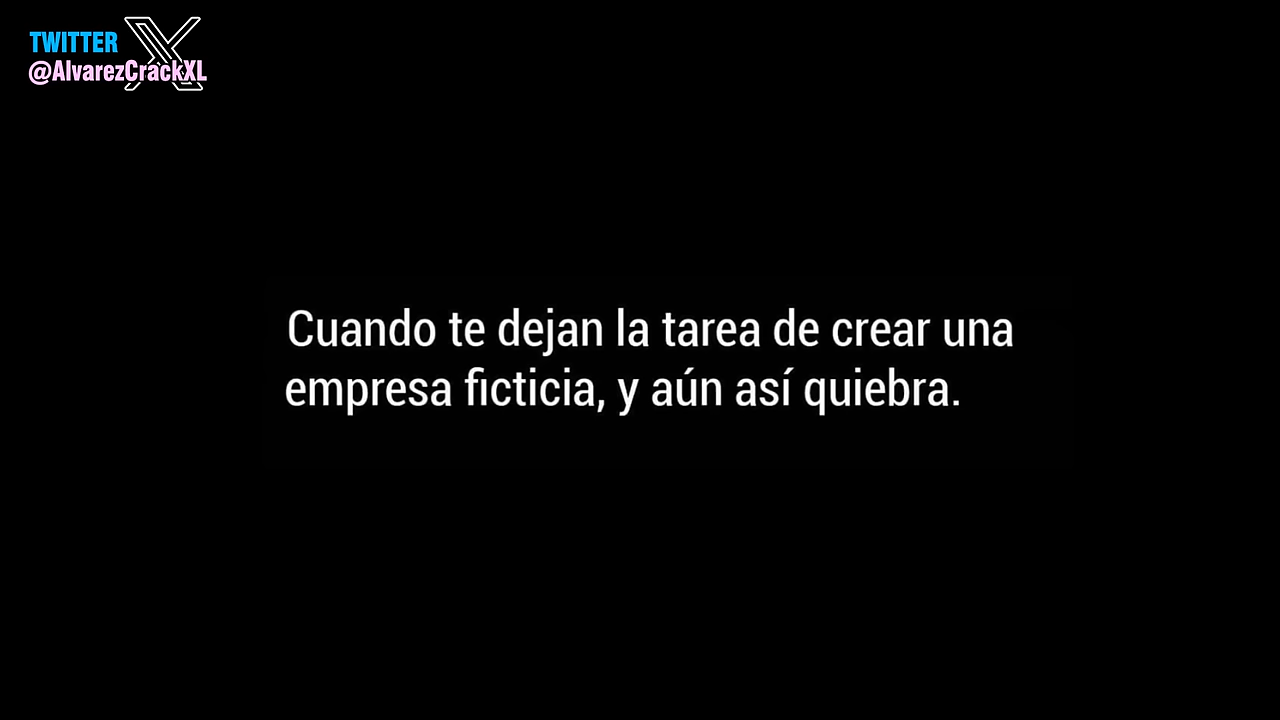 TWITTER
@AlvarezCrackXL
Cuando te dejan la tarea de crear una
empresa ficticia, y aún así quiebra.